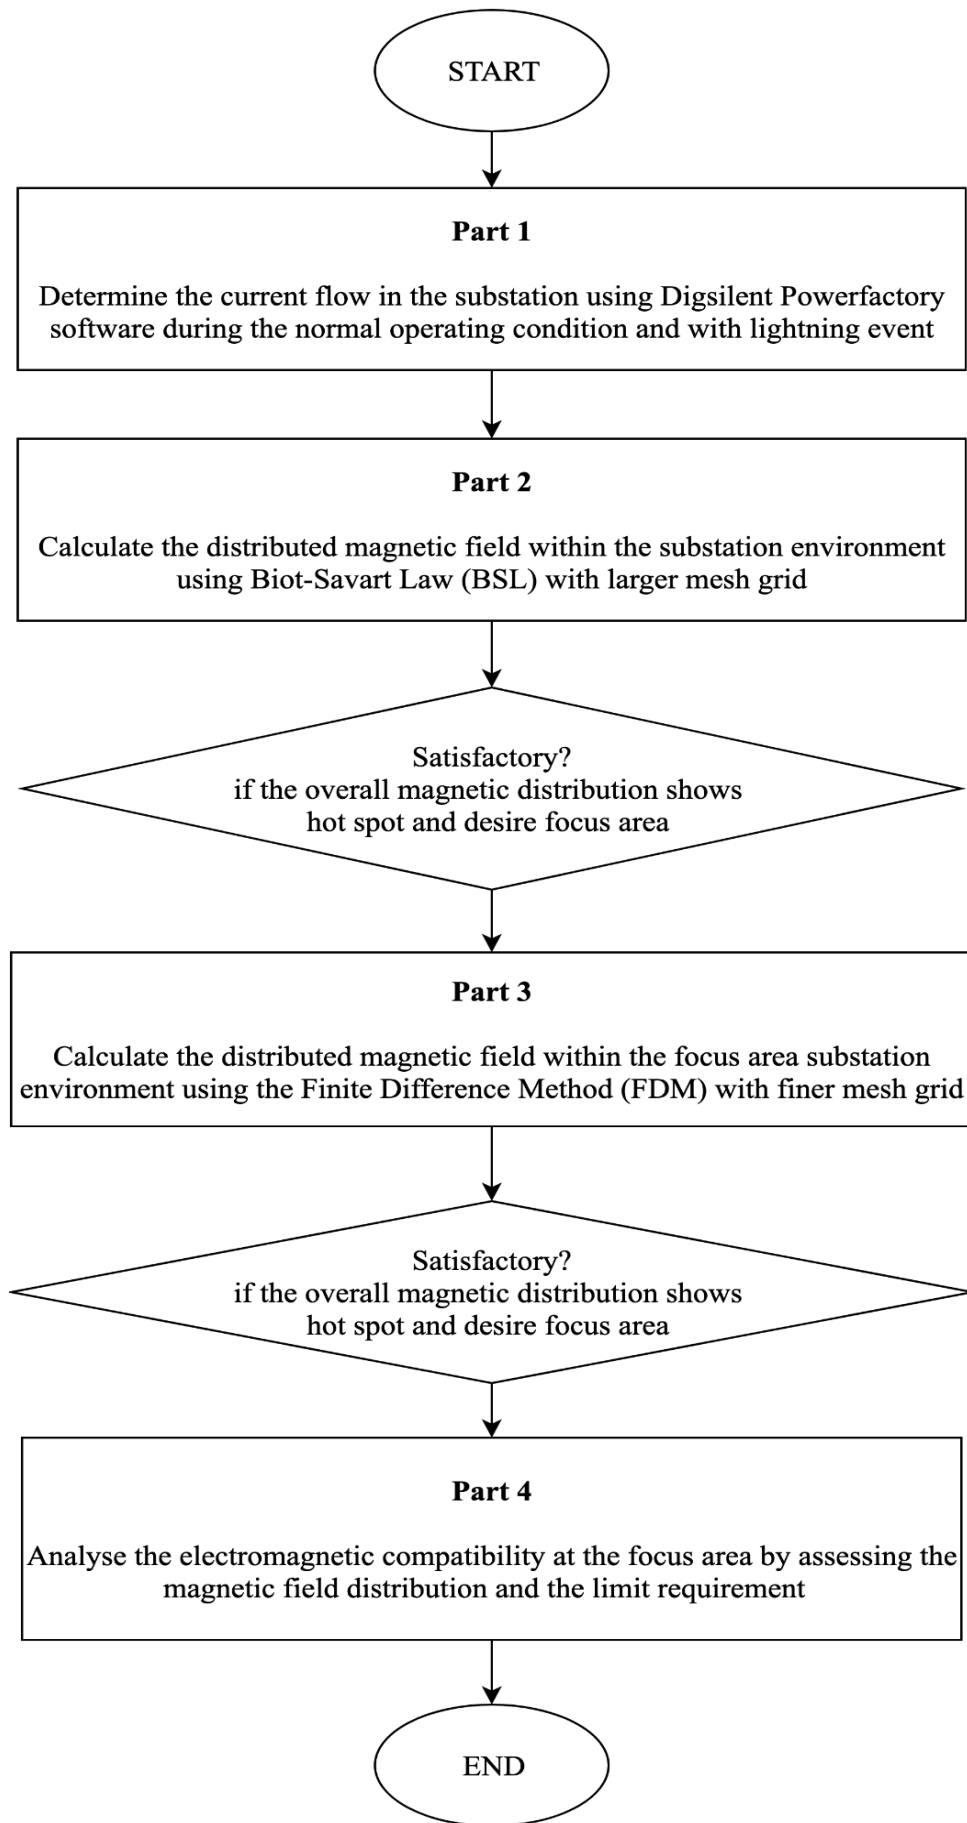 START
Part 1
Determine the current flow in the substation using Digsilent Powerfactory
software during the normal operating condition and with lightning event
Part 2
Calculate the distributed magnetic field within the substation environment
using Biot-Savart Law (BSL) with larger mesh grid
Satisfactory?
if the overall magnetic distribution shows
hot spot and desire focus area
Part 3
Calculate the distributed magnetic field within the focus area substation
environment using the Finite Difference Method (FDM) with finer mesh grid
Satisfactory?
if the overall magnetic distribution shows
hot spot and desire focus area
Part 4
Analyse the electromagnetic compatibility at the focus area by assessing the
magnetic field distribution and the limit requirement
END